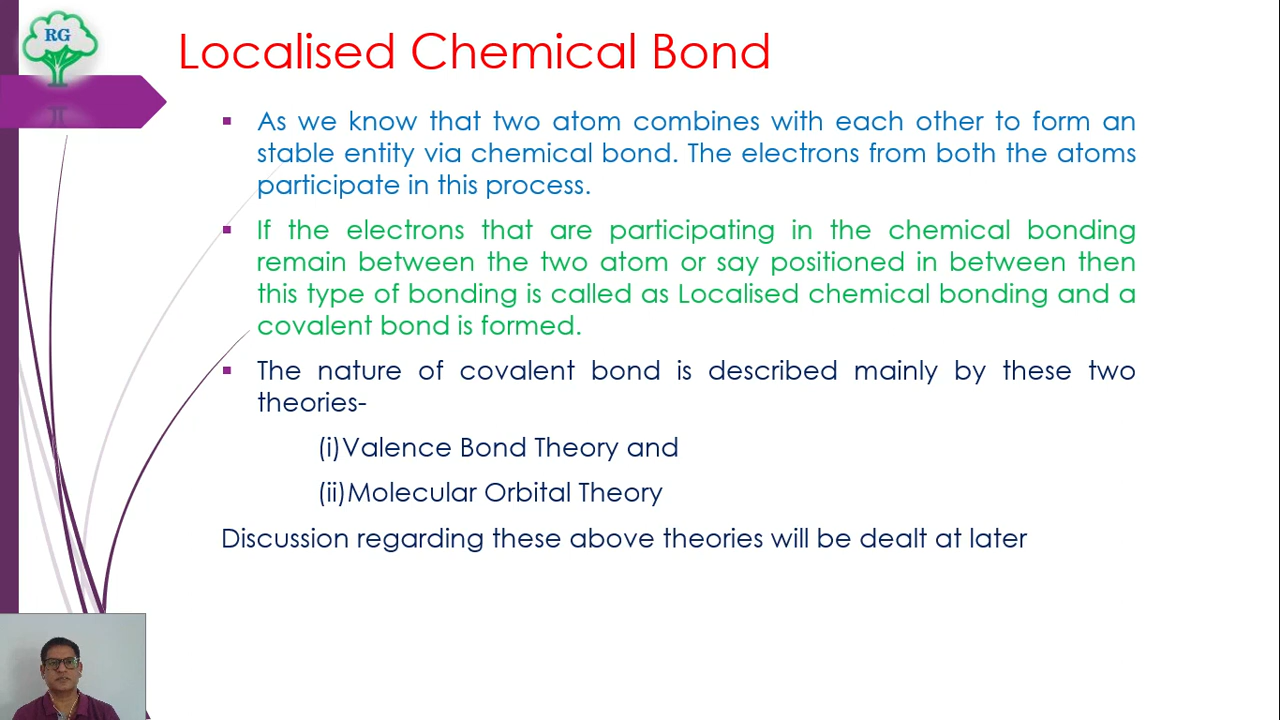 RG
Localised Chemical Bond
As we know that two atom combines with each other to form an
stable entity via chemical bond. The electrons from both the atoms
participate in this process.
If the electrons that are participating in the chemical bonding
remain between the two atom or say positioned in between then
this type of bonding is called as Localised chemical bonding and a
covalent bond is formed.
The nature of covalent bond is described mainly by these two
theories-
(i)Valence Bond Theory and
(ii)Molecular Orbital Theory
Discussion regarding these above theories will be dealt at later